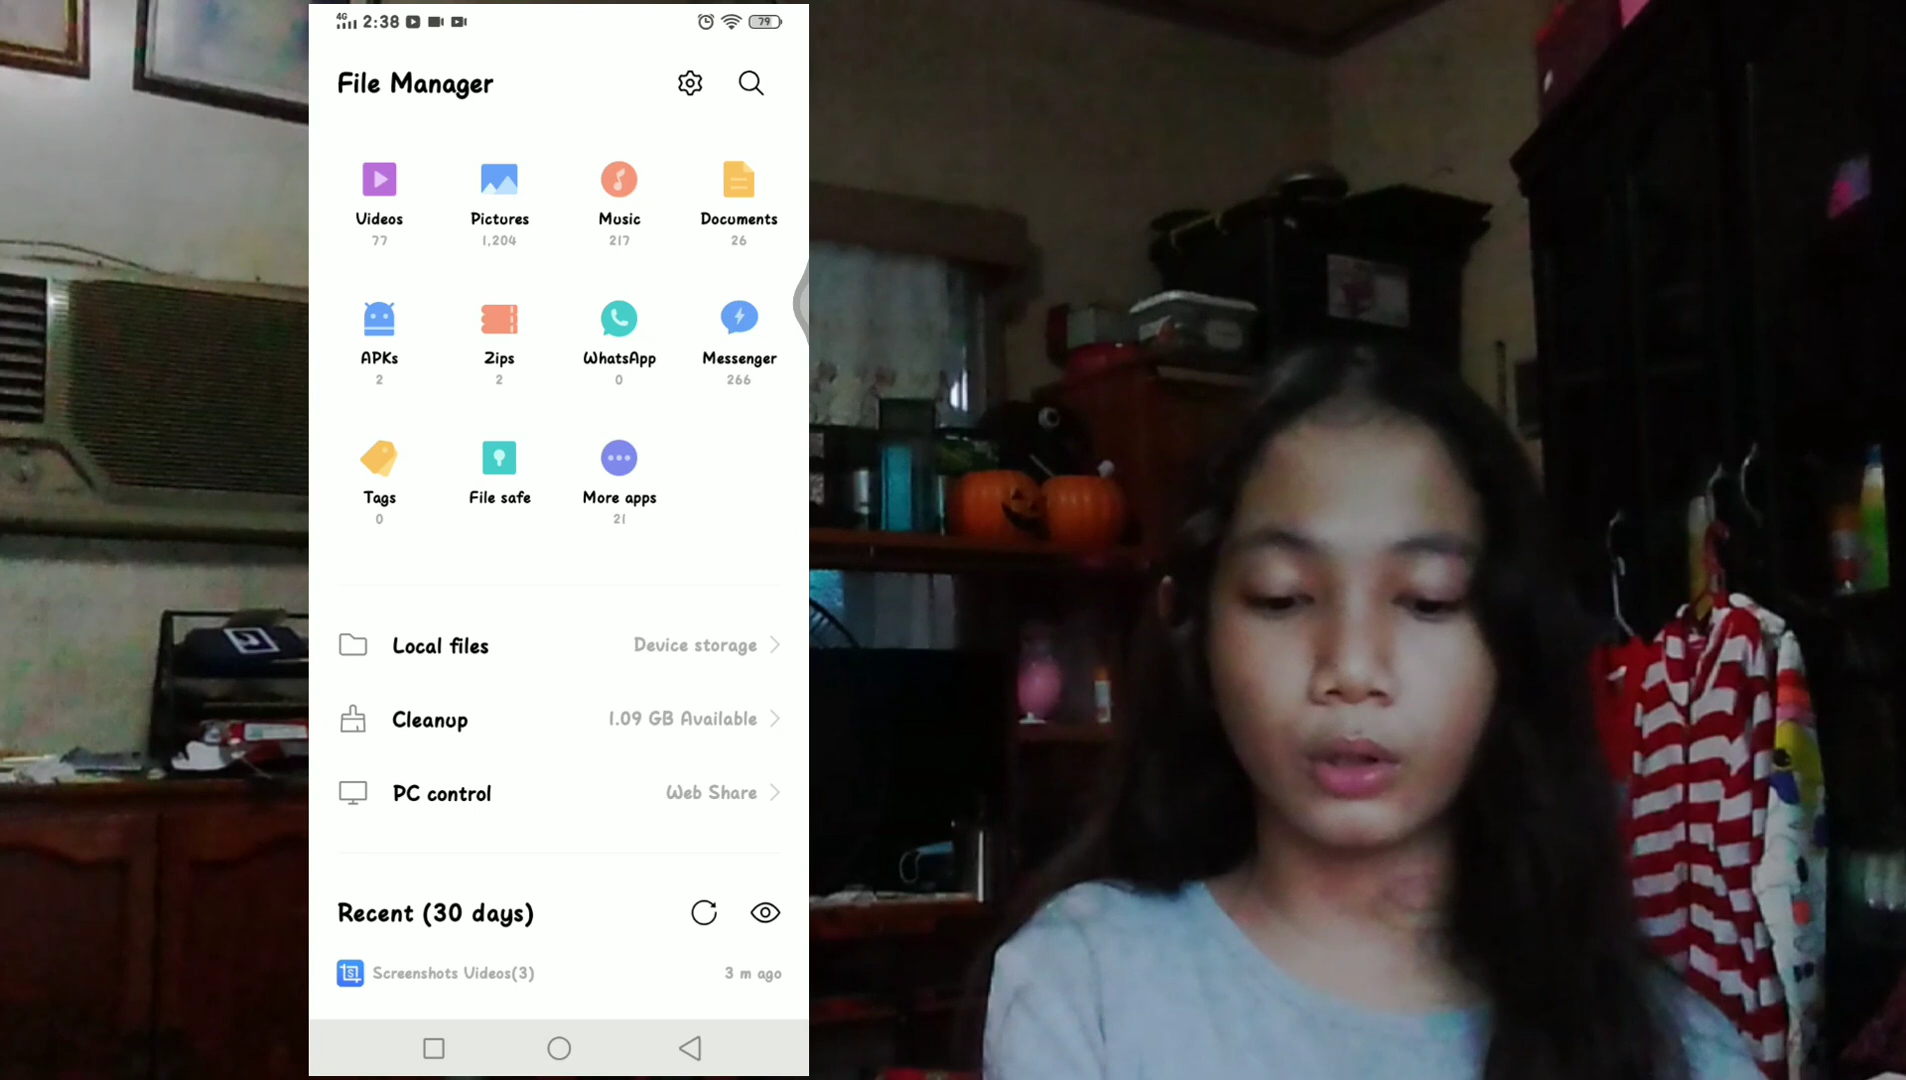 4G 2:38 79
File Manager
Videos Pictures Music Documents
77 1,204 217 26
APKs Zips WhatsApp Messenger
2 2 0 266
Tags File safe More apps
0 21
Local files Device storage
Cleanup 1.09 GB Available
PC control Web Share
Recent (30 days)
Screenshots Videos(3) 3 m ago